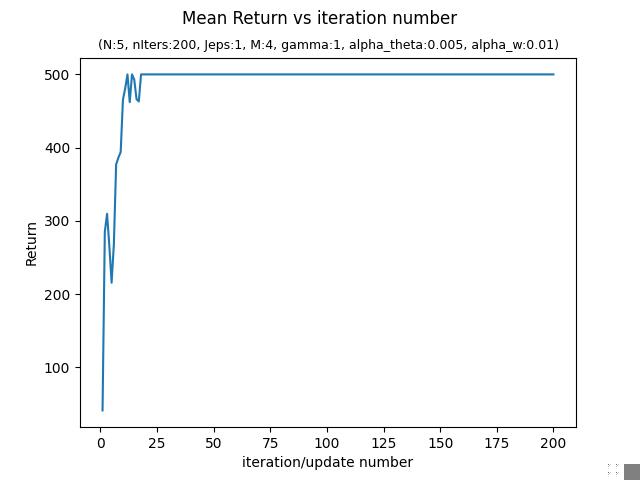 Mean Return vs iteration number
(N:5, nIters:200, Jeps:1, M:4, gamma:1, alpha_theta:0.005, alpha_w:0.01)
500
400
300
200
100
Return
0 25 50 75 100 125 150 175 200
iteration/update number